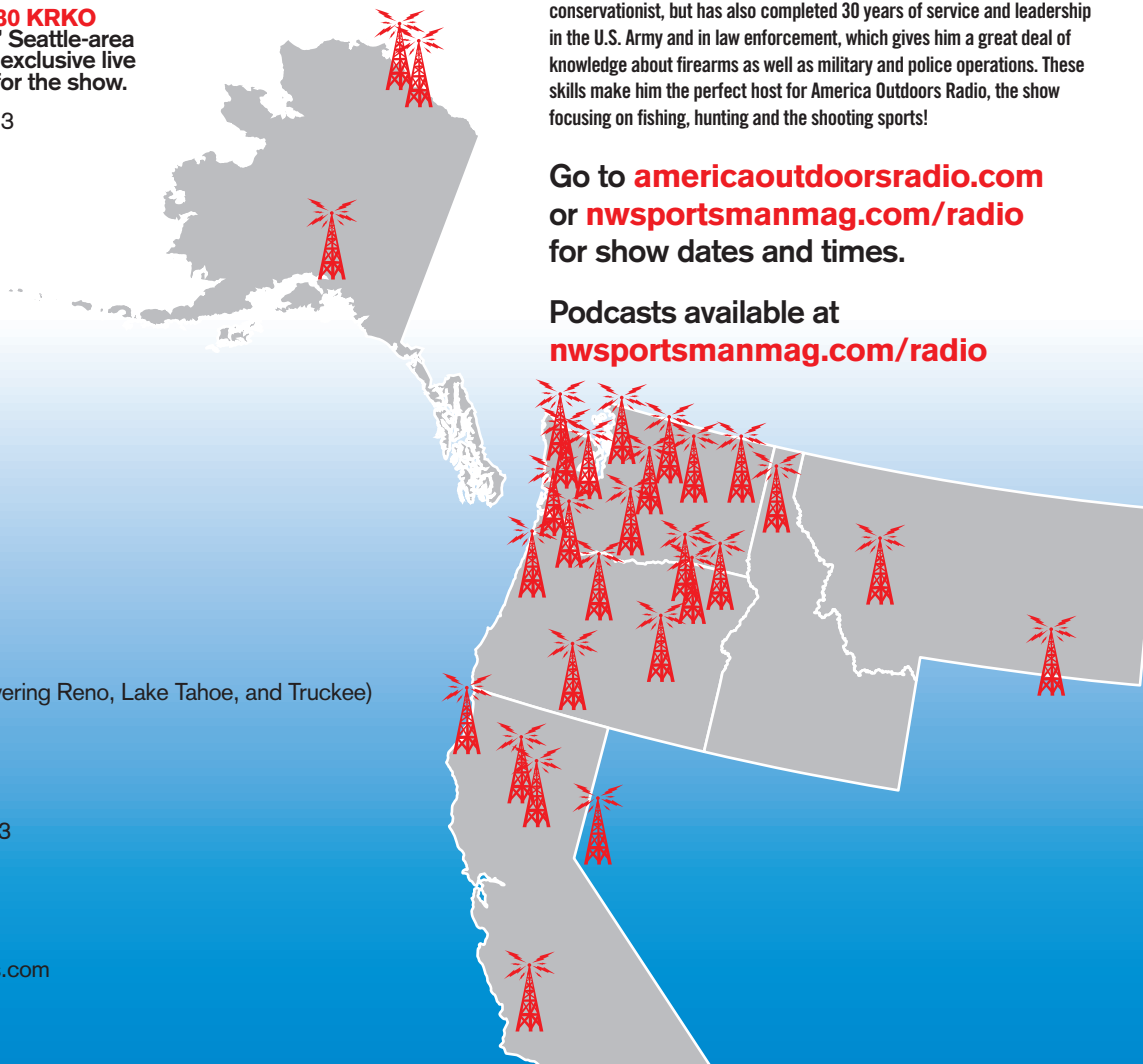 30 KRKO
Seattle-area
exclusive live
for the show.
3
conservationist, but has also completed 30 years of service and leadership
in the U.S. Army and in law enforcement, which gives him a great deal of
knowledge about firearms as well as military and police operations. These
skills make him the perfect host for America Outdoors Radio, the show
focusing on fishing, hunting and the shooting sports!
Go to americaoutdoorsradio.com
or nwsportsmanmag.com/radio
for show dates and times.
Podcasts available at
nwsportsmanmag.com/radio
vering Reno, Lake Tahoe, and Truckee)
3
.com